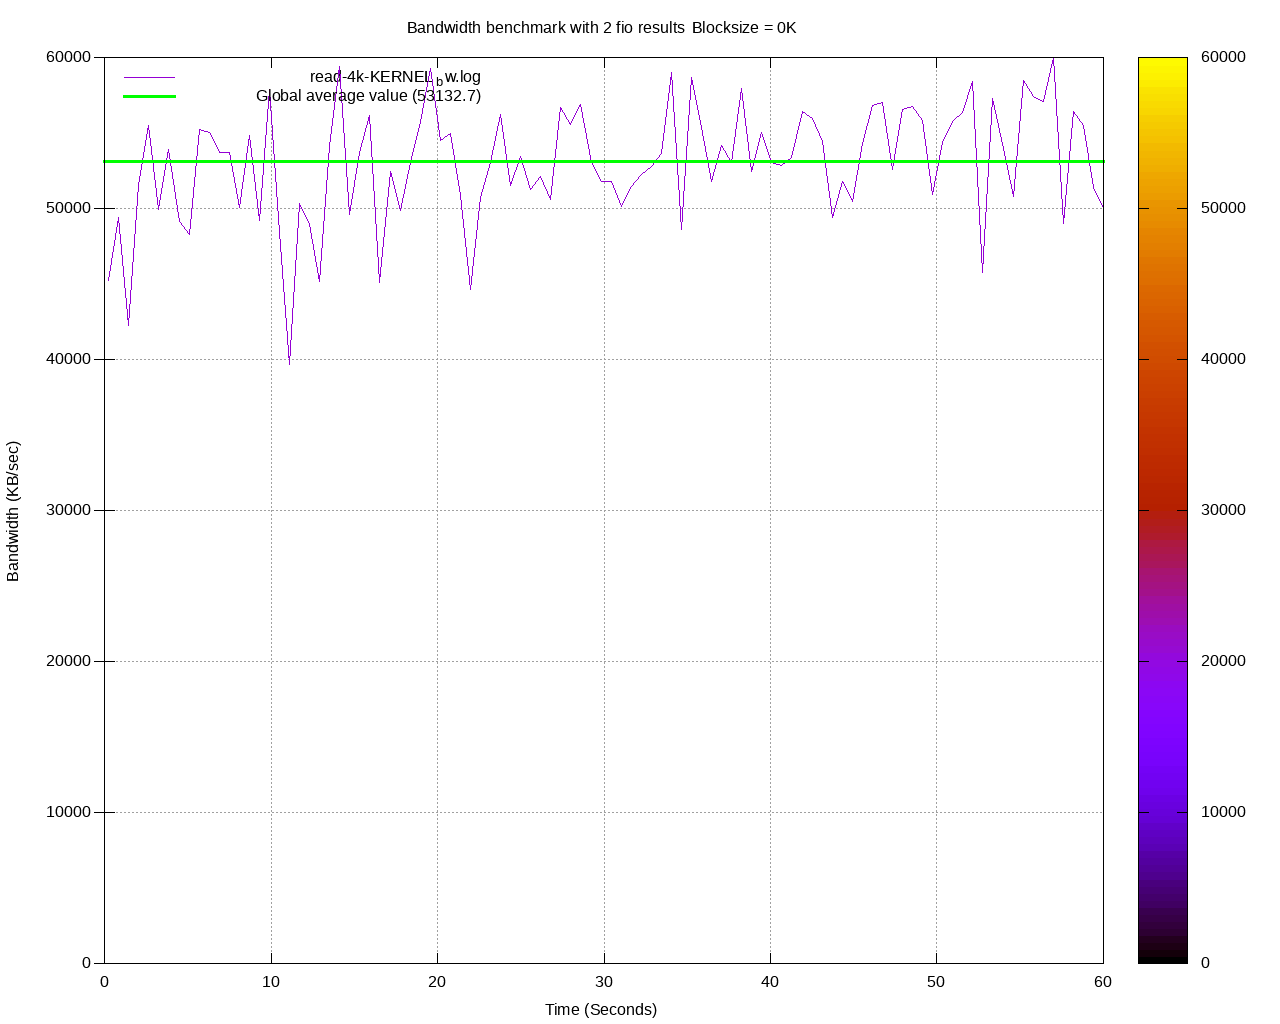 Bandwidth benchmark with 2 fio results Blocksize = 0K
read-4k-KERNEL_bw.log
Global average value (53132.7)
60000
50000
40000
30000
20000
10000
0
Bandwidth (KB/sec)
0 10 20 30 40 50 60
Time (Seconds)
60000
50000
40000
30000
20000
10000
0